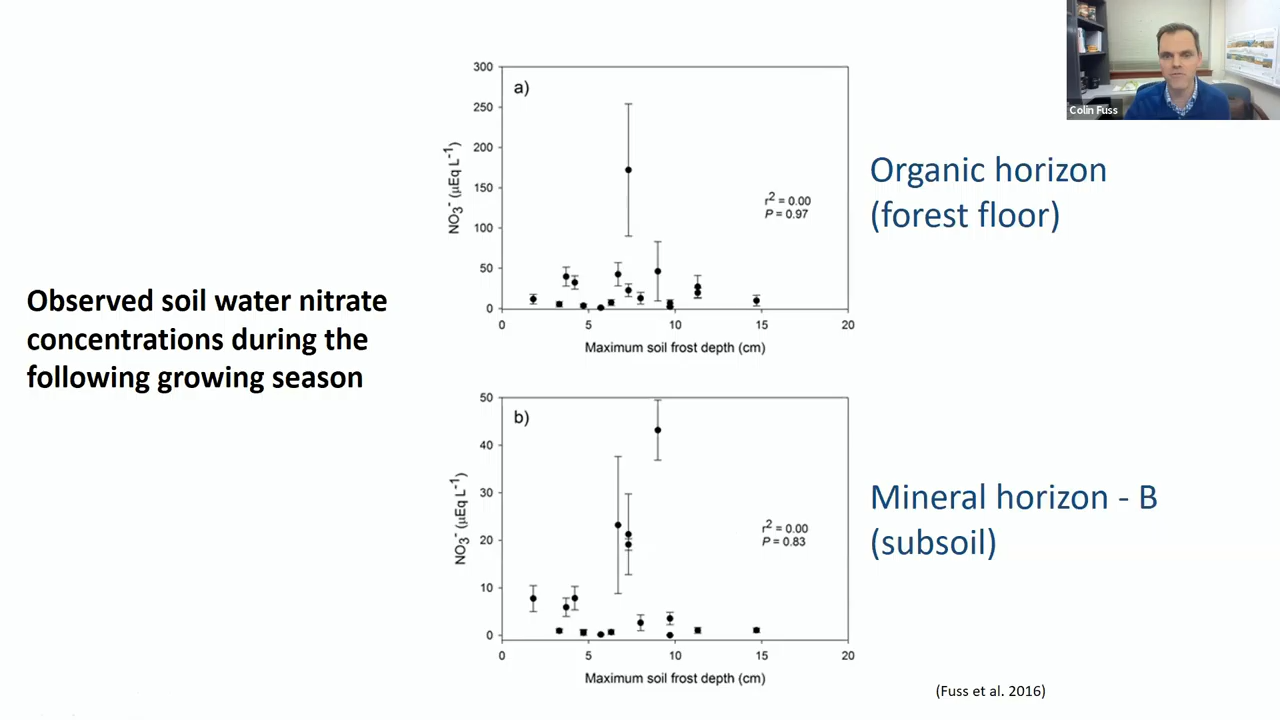 Colin Fuss
Observed soil water nitrate
concentrations during the
following growing season
a)
300
250
200
150
100
50
0
NO3⁻ (µEq L⁻¹)
r² = 0.00
P = 0.97
0 5 10 15 20
Maximum soil frost depth (cm)
Organic horizon
(forest floor)
b)
50
40
30
20
10
0
NO3⁻ (µEq L⁻¹)
r² = 0.00
P = 0.83
0 5 10 15 20
Maximum soil frost depth (cm)
Mineral horizon - B
(subsoil)
(Fuss et al. 2016)